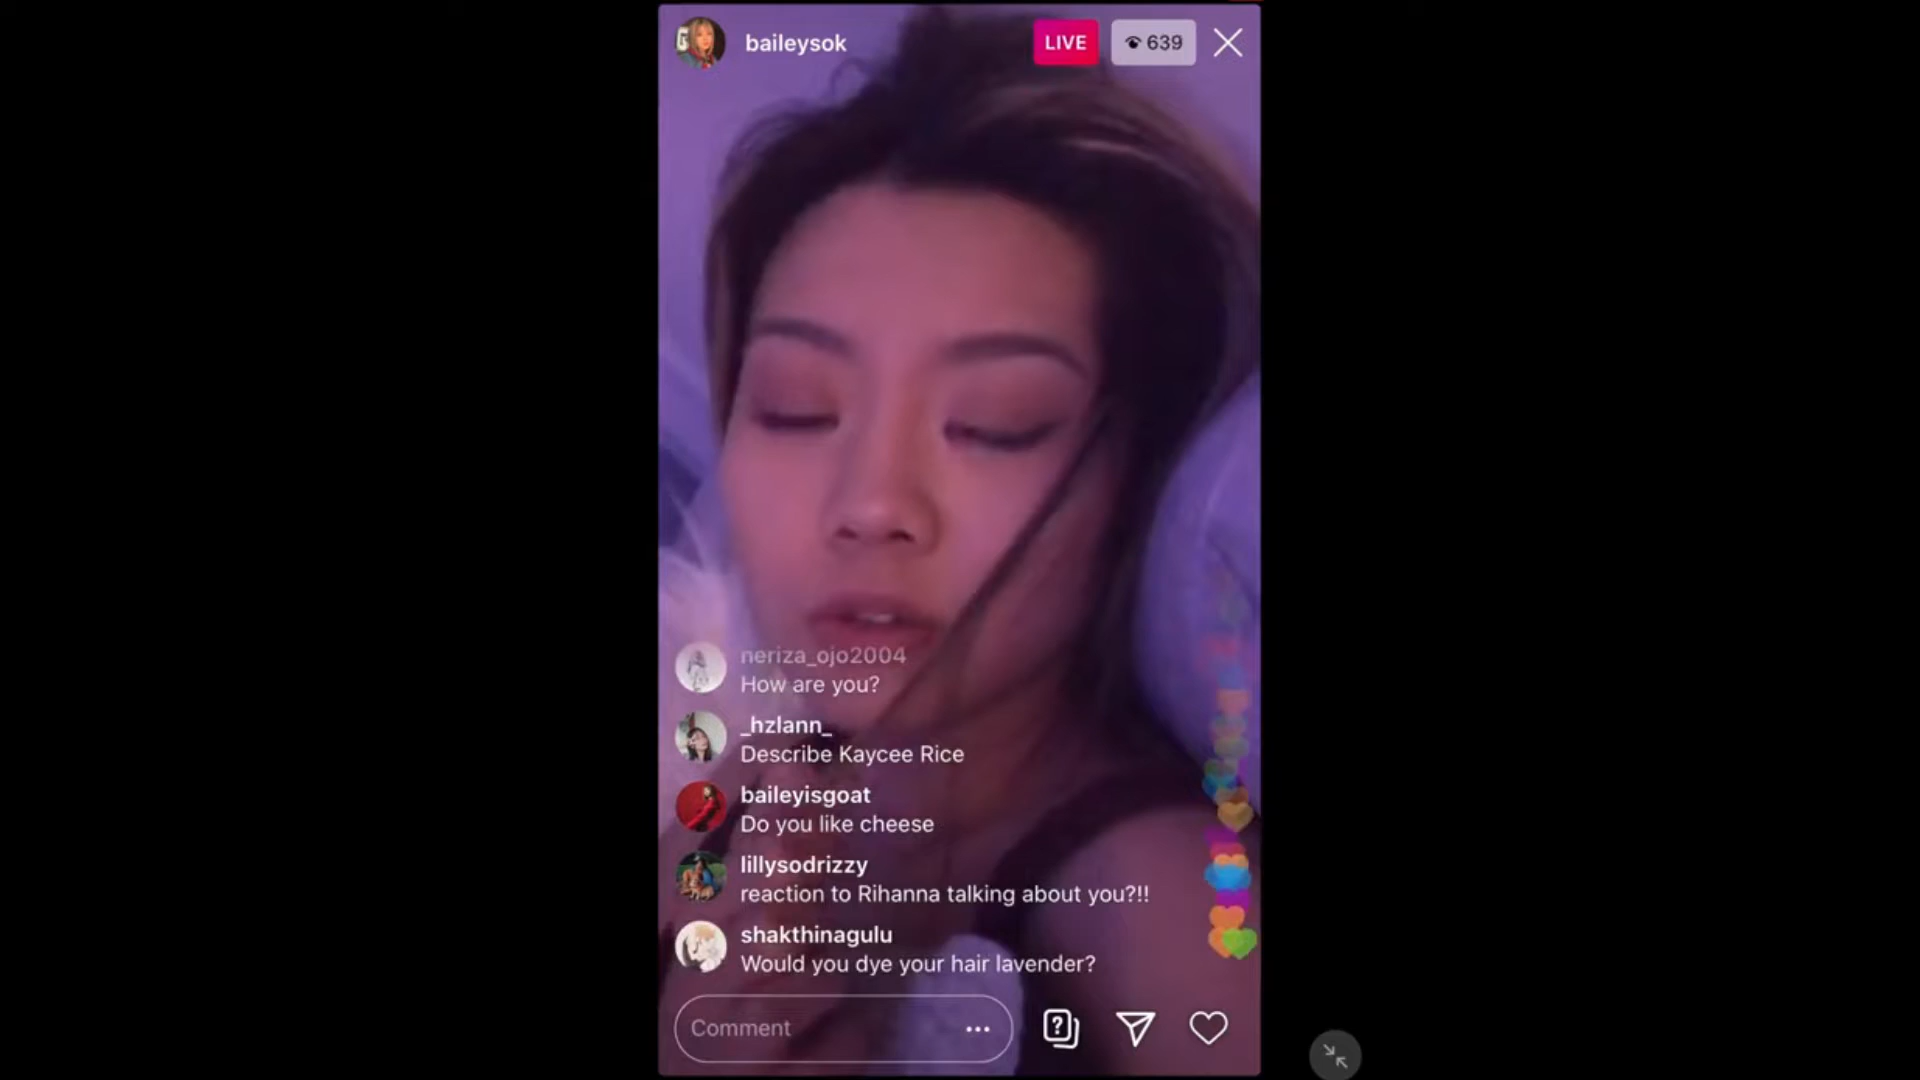 baileysok
LIVE
639
neriza_ojo2004
How are you?
_hzlann_
Describe Kaycee Rice
baileyisgoat
Do you like cheese
lillysodrizzy
reaction to Rihanna talking about you?!!
shakthinagulu
Would you dye your hair lavender?
Comment